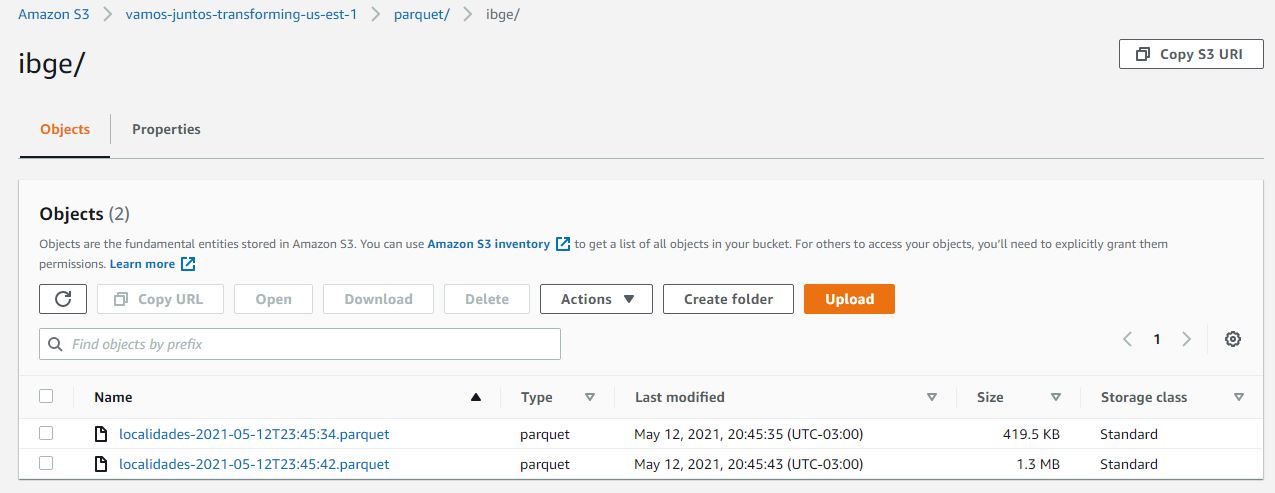 Amazon S3 > vamos-juntos-transforming-us-est-1 > parquet/ > ibge/
ibge/
Copy S3 URI
Objects
Properties
Objects (2)
Objects are the fundamental entities stored in Amazon S3. You can use Amazon S3 inventory to get a list of all objects in your bucket. For others to access your objects, you'll need to explicitly grant them
permissions. Learn more
Copy URL Open Download Delete Actions Create folder Upload
Find objects by prefix
1
Name Type Last modified Size Storage class
localidades-2021-05-12T23:45:34.parquet parquet May 12, 2021, 20:45:35 (UTC-03:00) 419.5 KB Standard
localidades-2021-05-12T23:45:42.parquet parquet May 12, 2021, 20:45:43 (UTC-03:00) 1.3 MB Standard